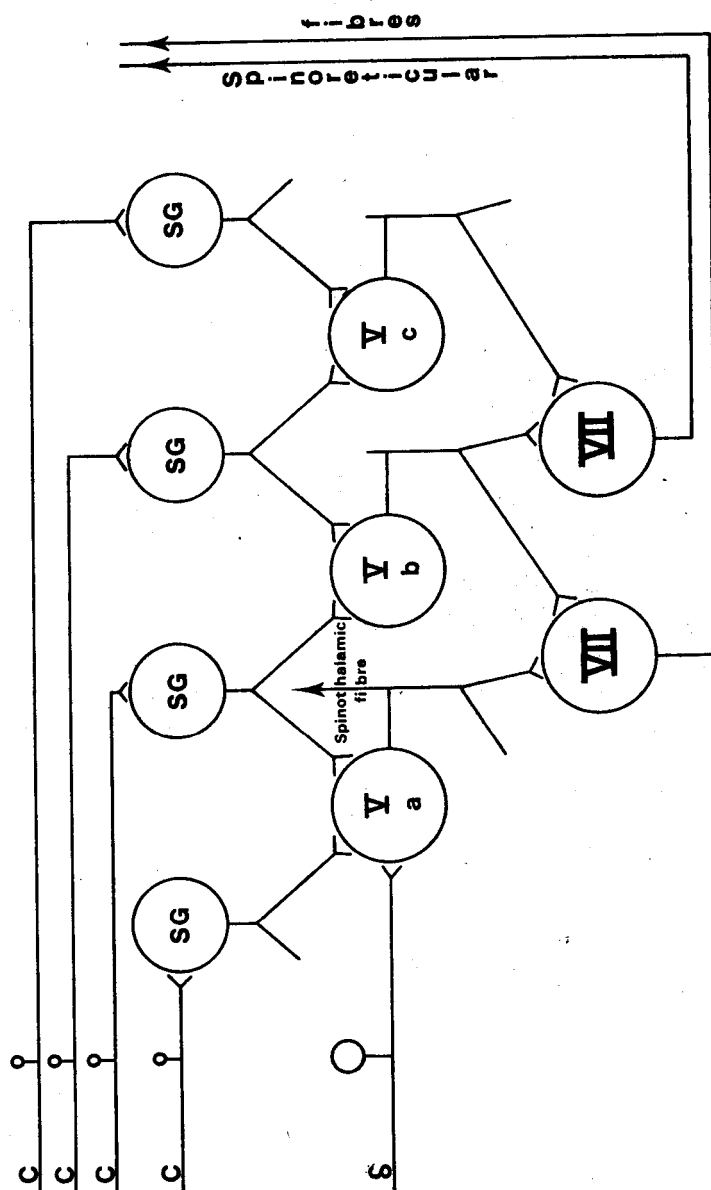 fibres
Spinoreticular
SG
SG
SG
SG
V
c
V
b
V
a
Spinothalamic
fibre
VII
VII
C
C
C
C
S